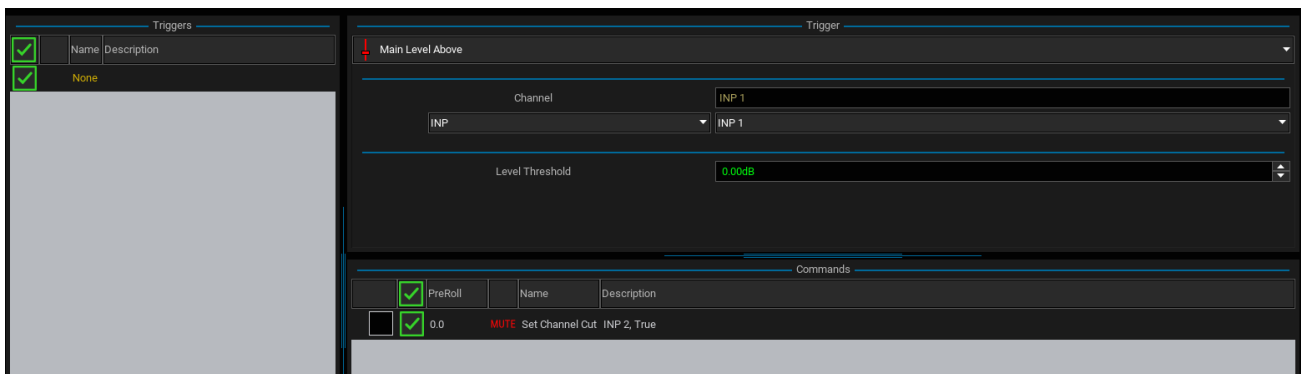 Triggers
Name Description
None
Trigger
Main Level Above
Channel INP 1
INP INP 1
Level Threshold 0.00dB
Commands
PreRoll Name Description
0.0 MUTE Set Channel Cut INP 2, True